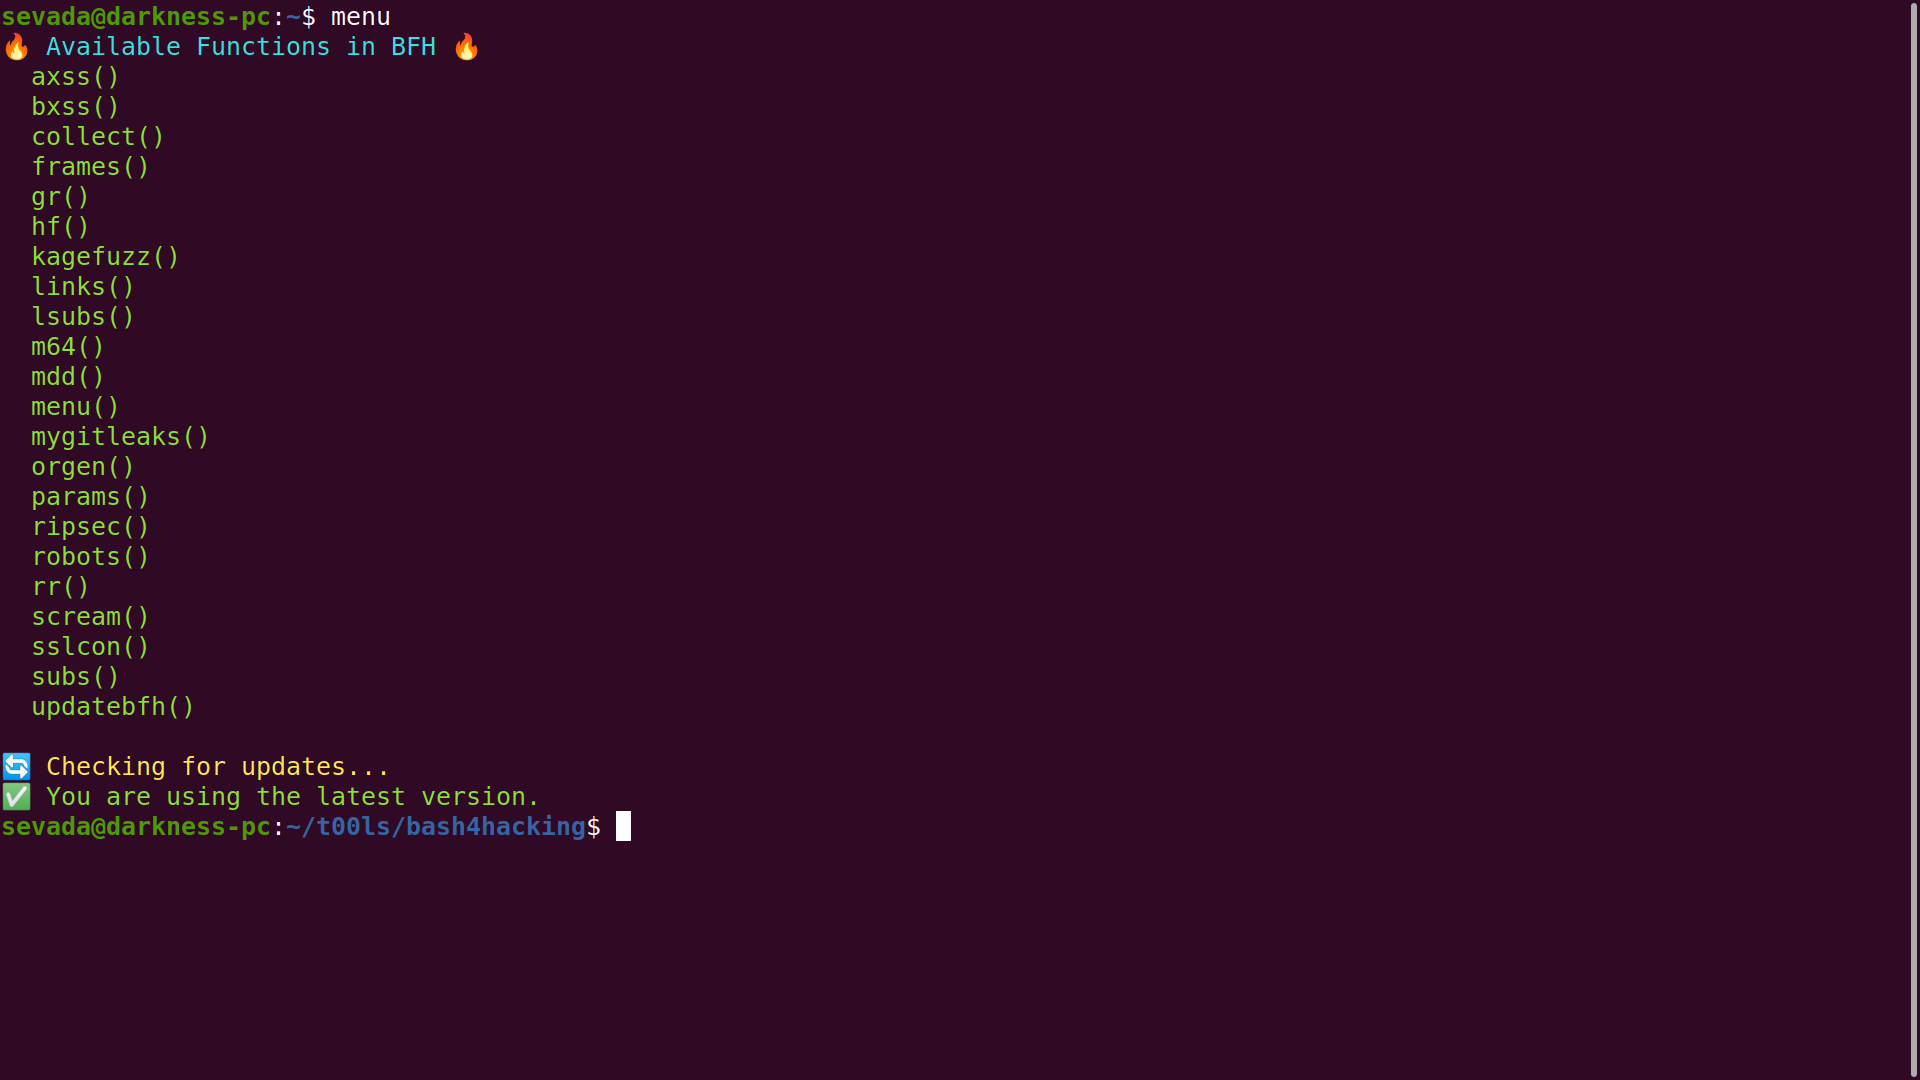 sevada@darkness-pc:~$ menu
🔥 Available Functions in BFH 🔥
axss()
bxss()
collect()
frames()
gr()
hf()
kagefuzz()
links()
lsubs()
m64()
mdd()
menu()
mygitleaks()
orgen()
params()
ripsec()
robots()
rr()
scream()
sslcon()
subs()
updatebfh()
🔄 Checking for updates...
✅ You are using the latest version.
sevada@darkness-pc:~/t00ls/bash4hacking$